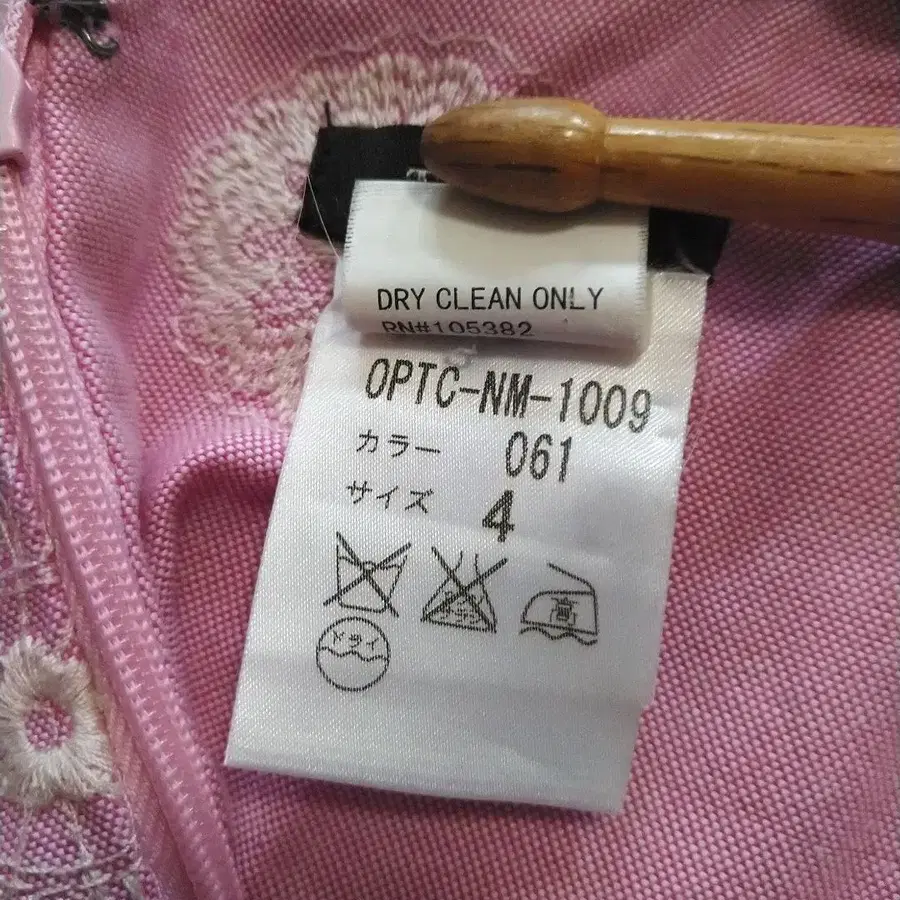 DRY CLEAN ONLY
RN#105382
OPTC-NM-1009
カラー 061
サイズ 4
高
ドライ